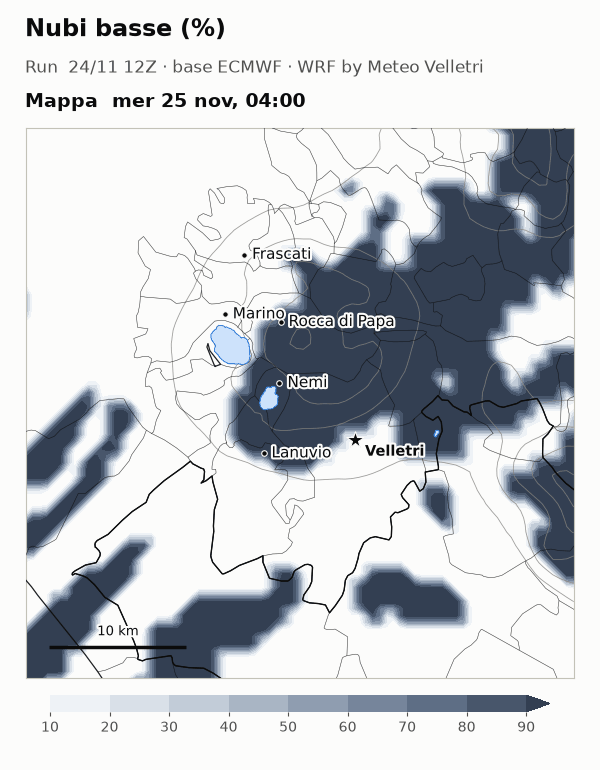 Nubi basse (%)
Run  24/11 12Z · base ECMWF · WRF by Meteo Velletri
Mappa  mer 25 nov, 04:00
Frascati
Marino
Rocca di Papa
Nemi
Velletri
Lanuvio
10 km
10 20 30 40 50 60 70 80 90